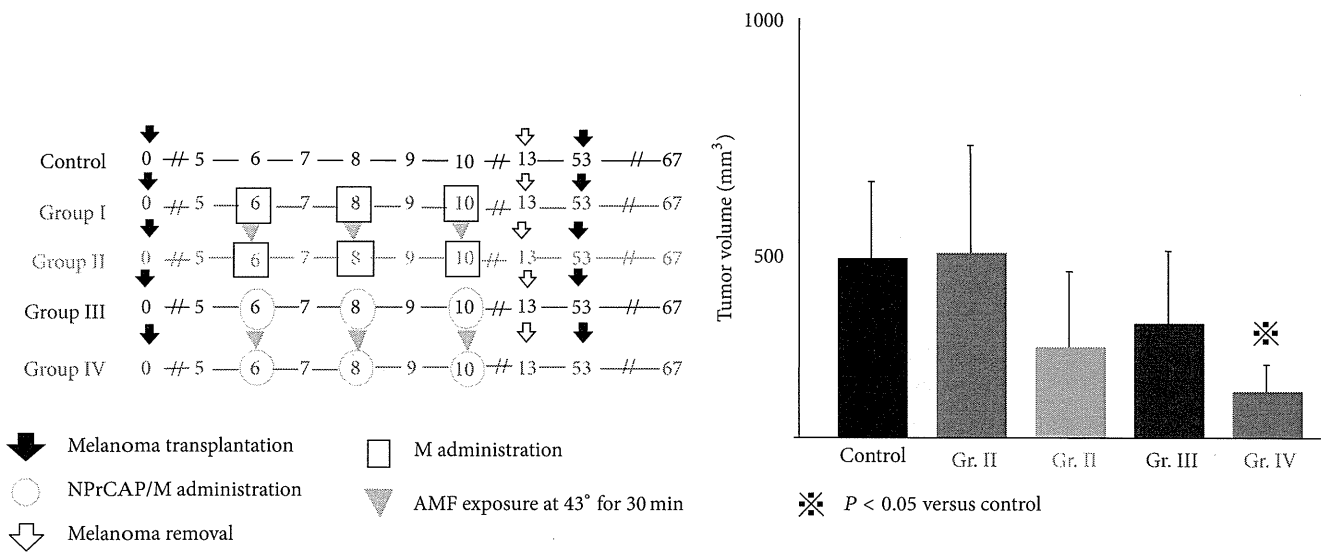 Control 0 5 6 7 8 9 10 13 53 67
Group I 0 5 6 7 8 9 10 13 53 67
Group II 0 5 6 7 8 9 10 13 53 67
Group III 0 5 6 7 8 9 10 13 53 67
Group IV 0 5 6 7 8 9 10 13 53 67
Melanoma transplantation
NPrCAP/M administration
Melanoma removal
M administration
AMF exposure at 43° for 30 min
1000
500
Tumor volume (mm³)
Control Gr. II Gr. II Gr. III Gr. IV
※ P < 0.05 versus control
※